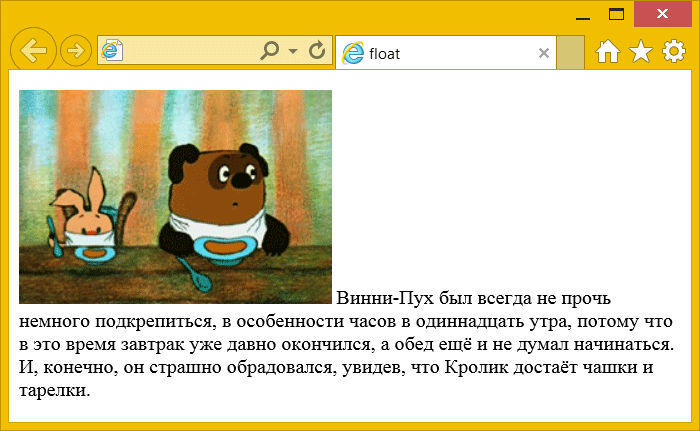 float
Винни-Пух был всегда не прочь
немного подкрепиться, в особенности часов в одиннадцать утра, потому что
в это время завтрак уже давно окончился, а обед ещё и не думал начинаться.
И, конечно, он страшно обрадовался, увидев, что Кролик достаёт чашки и
тарелки.